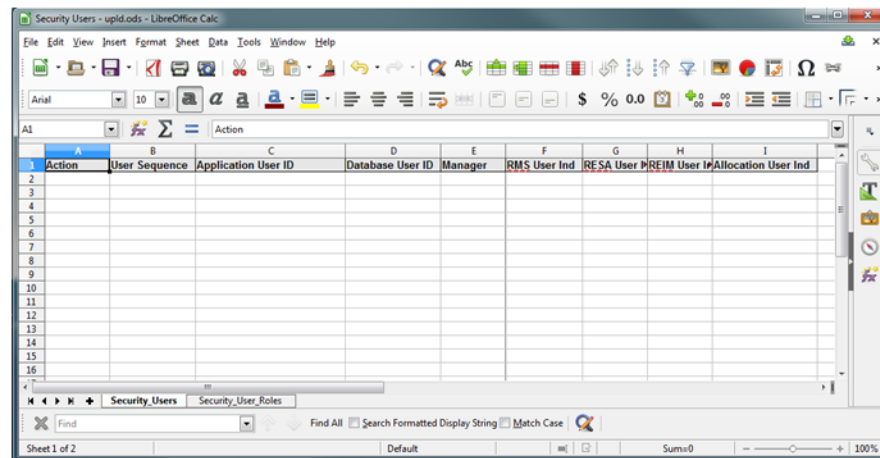 Security Users - upld.ods - LibreOffice Calc
File Edit View Insert Format Sheet Data Tools Window Help
Abc
Arial 10 a a a a $ % 0.0
A1 Σ = Action
A B C D E F G H I
1 Action User Sequence Application User ID Database User ID Manager RMS User Ind RESA User I REIM User I Allocation User Ind
2
3
4
5
6
7
8
9
10
11
12
13
14
15
16
Security_Users Security_User_Roles
Find Find All Search Formatted Display String Match Case
Sheet 1 of 2 Default Sum=0 100%